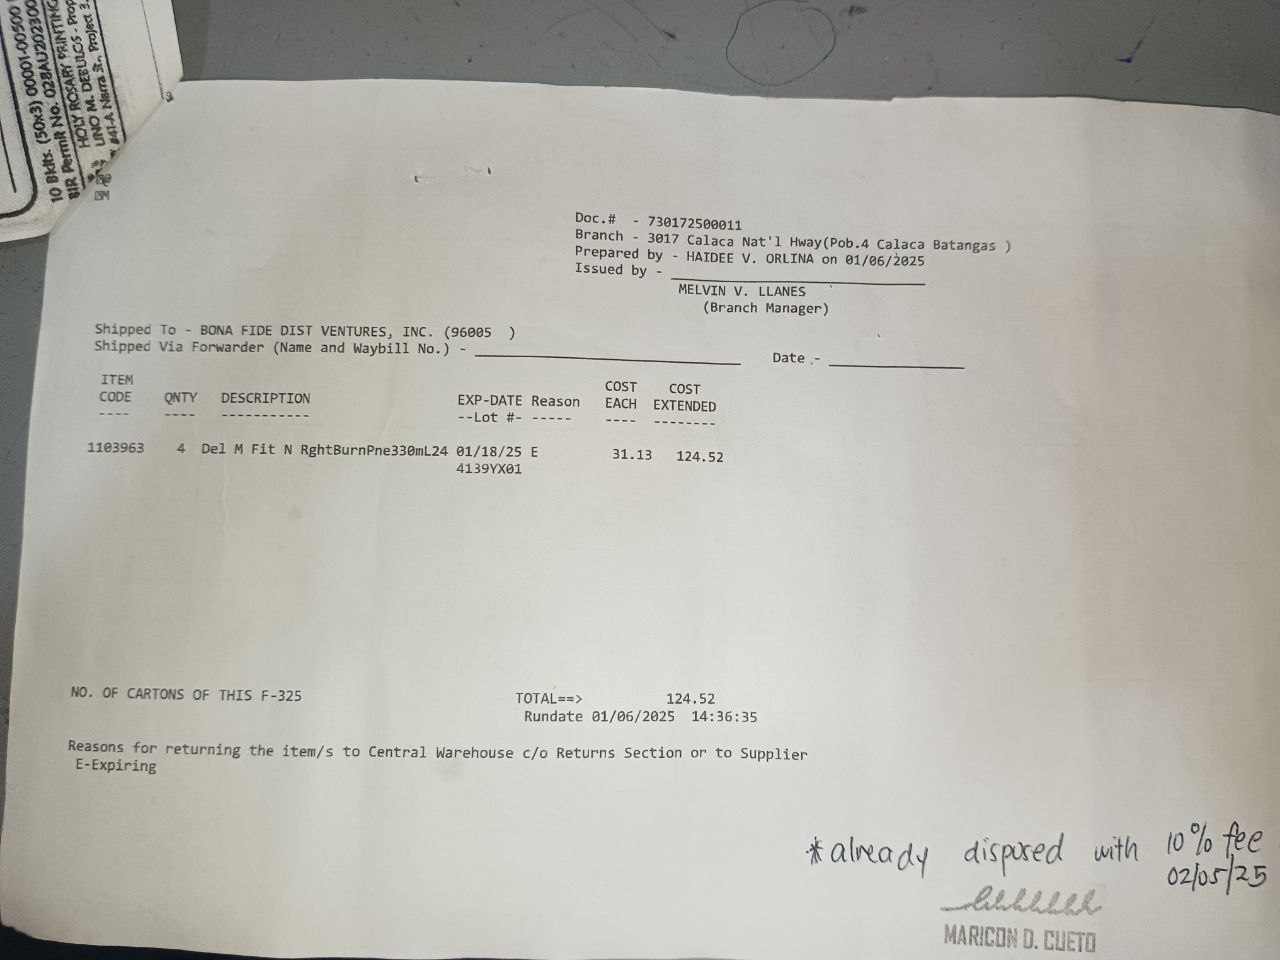 10 Bklts. (50x3) 00001-00500
BIR Permit No. 028AU202300
HOLY ROSARY PRINTING
LINO M. DEBULOS - Prop
#41-A Narra St., Project 3,
Doc.# - 730172500011
Branch - 3017 Calaca Nat'l Hway(Pob.4 Calaca Batangas )
Prepared by - HAIDEE V. ORLINA on 01/06/2025
Issued by -
MELVIN V. LLANES
(Branch Manager)
Shipped To - BONA FIDE DIST VENTURES, INC. (96005 )
Shipped Via Forwarder (Name and Waybill No.) - Date -
ITEM COST COST
CODE QNTY DESCRIPTION EXP-DATE Reason EACH EXTENDED
---- ---- ----------- --Lot #- ----- ---- --------
1103963 4 Del M Fit N RghtBurnPne330mL24 01/18/25 E 31.13 124.52
4139YX01
NO. OF CARTONS OF THIS F-325 TOTAL==> 124.52
Rundate 01/06/2025 14:36:35
Reasons for returning the item/s to Central Warehouse c/o Returns Section or to Supplier
E-Expiring
*already disposed with 10% fee
02/05/25
MARICON D. CUETO